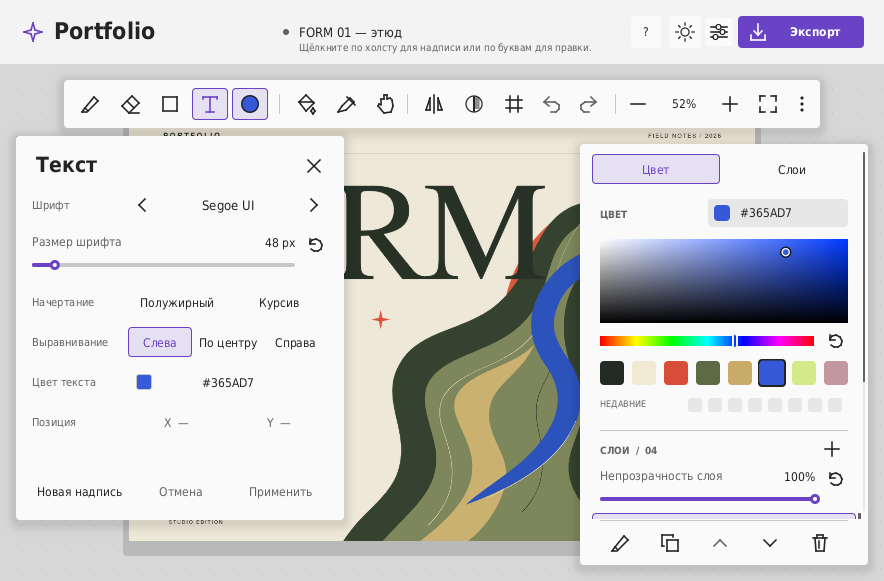 Portfolio
FORM 01 — этюд
Щёлкните по холсту для надписи или по буквам для правки.
?
Экспорт
52%
PORTFOLIO
FIELD NOTES / 2026
RM
STUDIO EDITION
Текст
Шрифт
Segoe UI
Размер шрифта
48 px
Начертание
Полужирный
Курсив
Выравнивание
Слева
По центру
Справа
Цвет текста
#365AD7
Позиция
X —
Y —
Новая надпись
Отмена
Применить
Цвет
Слои
ЦВЕТ
#365AD7
НЕДАВНИЕ
СЛОИ / 04
Непрозрачность слоя
100%